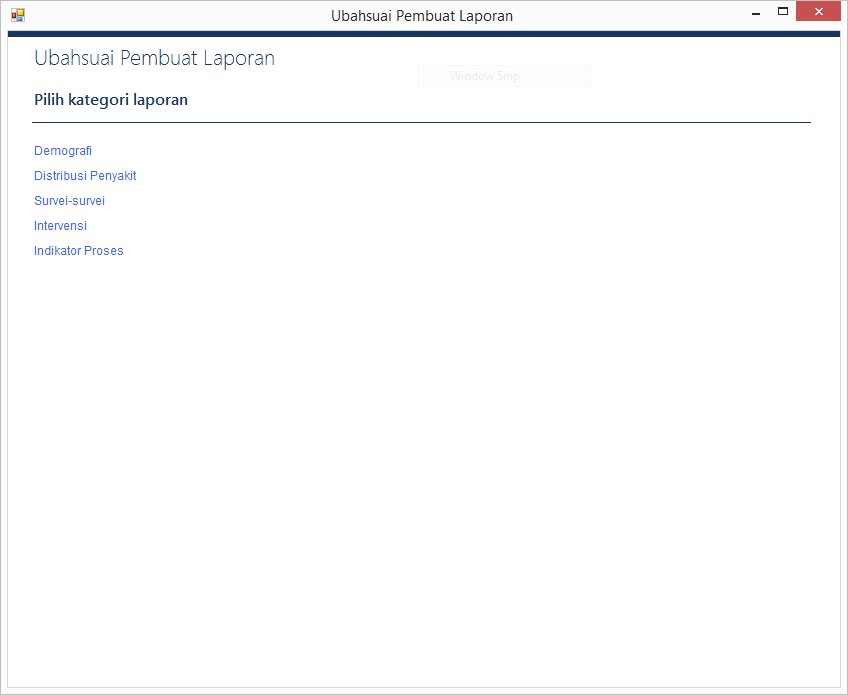 Ubahsuai Pembuat Laporan
Ubahsuai Pembuat Laporan
Window Snip
Pilih kategori laporan
Demografi
Distribusi Penyakit
Survei-survei
Intervensi
Indikator Proses